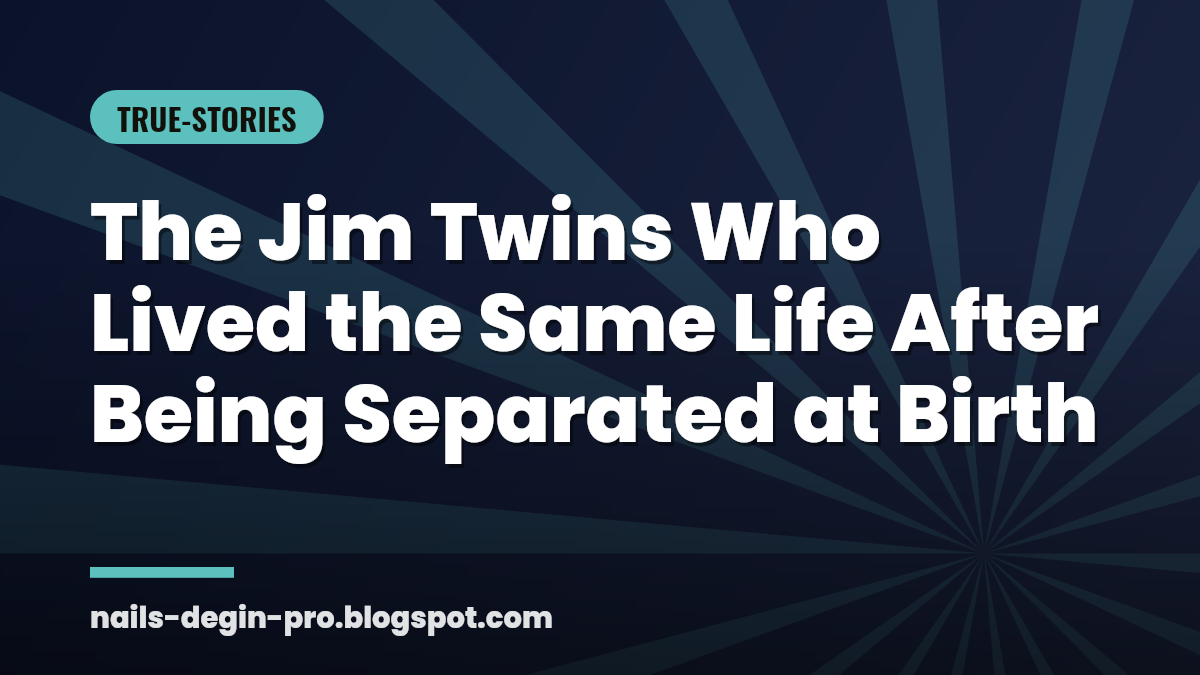 TRUE-STORIES
The Jim Twins Who
Lived the Same Life After
Being Separated at Birth
nails-degin-pro.blogspot.com